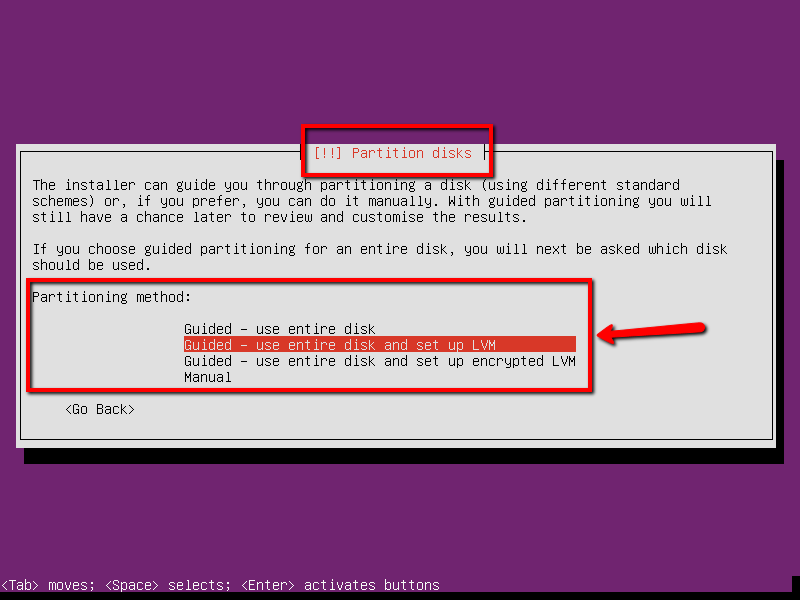 [!!] Partition disks
The installer can guide you through partitioning a disk (using different standard
schemes) or, if you prefer, you can do it manually. With guided partitioning you will
still have a chance later to review and customise the results.
If you choose guided partitioning for an entire disk, you will next be asked which disk
should be used.
Partitioning method:
Guided – use entire disk
Guided – use entire disk and set up LVM
Guided – use entire disk and set up encrypted LVM
Manual
<Go Back>
<Tab> moves; <Space> selects; <Enter> activates buttons